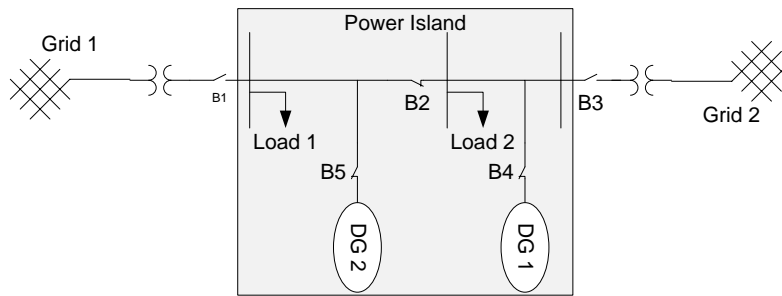 Power Island
Grid 1
B1
B2
B3
Grid 2
Load 1
Load 2
B5
B4
DG 2
DG 1